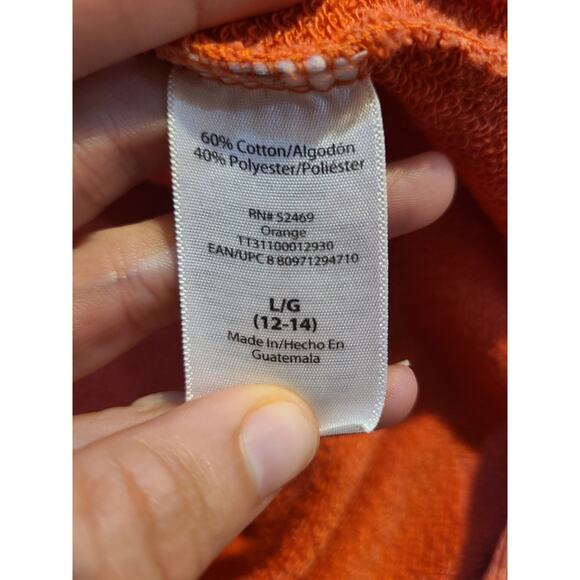 60% Cotton/Algodón
40% Polyester/Poliéster
RN# 52469
Orange
TT31100012930
EAN/UPC 8 80971294710
L/G
(12-14)
Made In/Hecho En
Guatemala